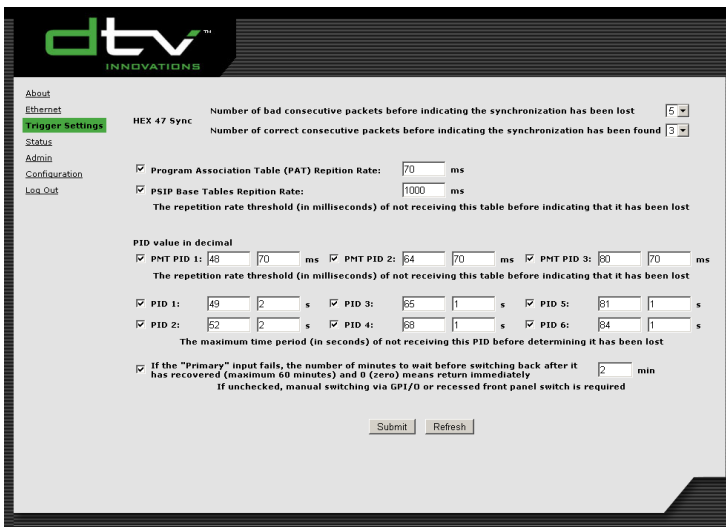 dtv™
INNOVATIONS
About
Ethernet
Trigger Settings
Status
Admin
Configuration
Log Out
HEX 47 Sync
Number of bad consecutive packets before indicating the synchronization has been lost 5
Number of correct consecutive packets before indicating the synchronization has been found 3
Program Association Table (PAT) Repition Rate: 70 ms
PSIP Base Tables Repition Rate: 1000 ms
The repetition rate threshold (in milliseconds) of not receiving this table before indicating that it has been lost
PID value in decimal
PMT PID 1: 48 70 ms PMT PID 2: 64 70 ms PMT PID 3: 80 70 ms
The repetition rate threshold (in milliseconds) of not receiving this table before indicating that it has been lost
PID 1: 49 2 s PID 3: 65 1 s PID 5: 81 1 s
PID 2: 52 2 s PID 4: 68 1 s PID 6: 84 1 s
The maximum time period (in seconds) of not receiving this PID before determining it has been lost
If the "Primary" input fails, the number of minutes to wait before switching back after it
has recovered (maximum 60 minutes) and 0 (zero) means return immediately 2 min
If unchecked, manual switching via GPI/O or recessed front panel switch is required
Submit Refresh